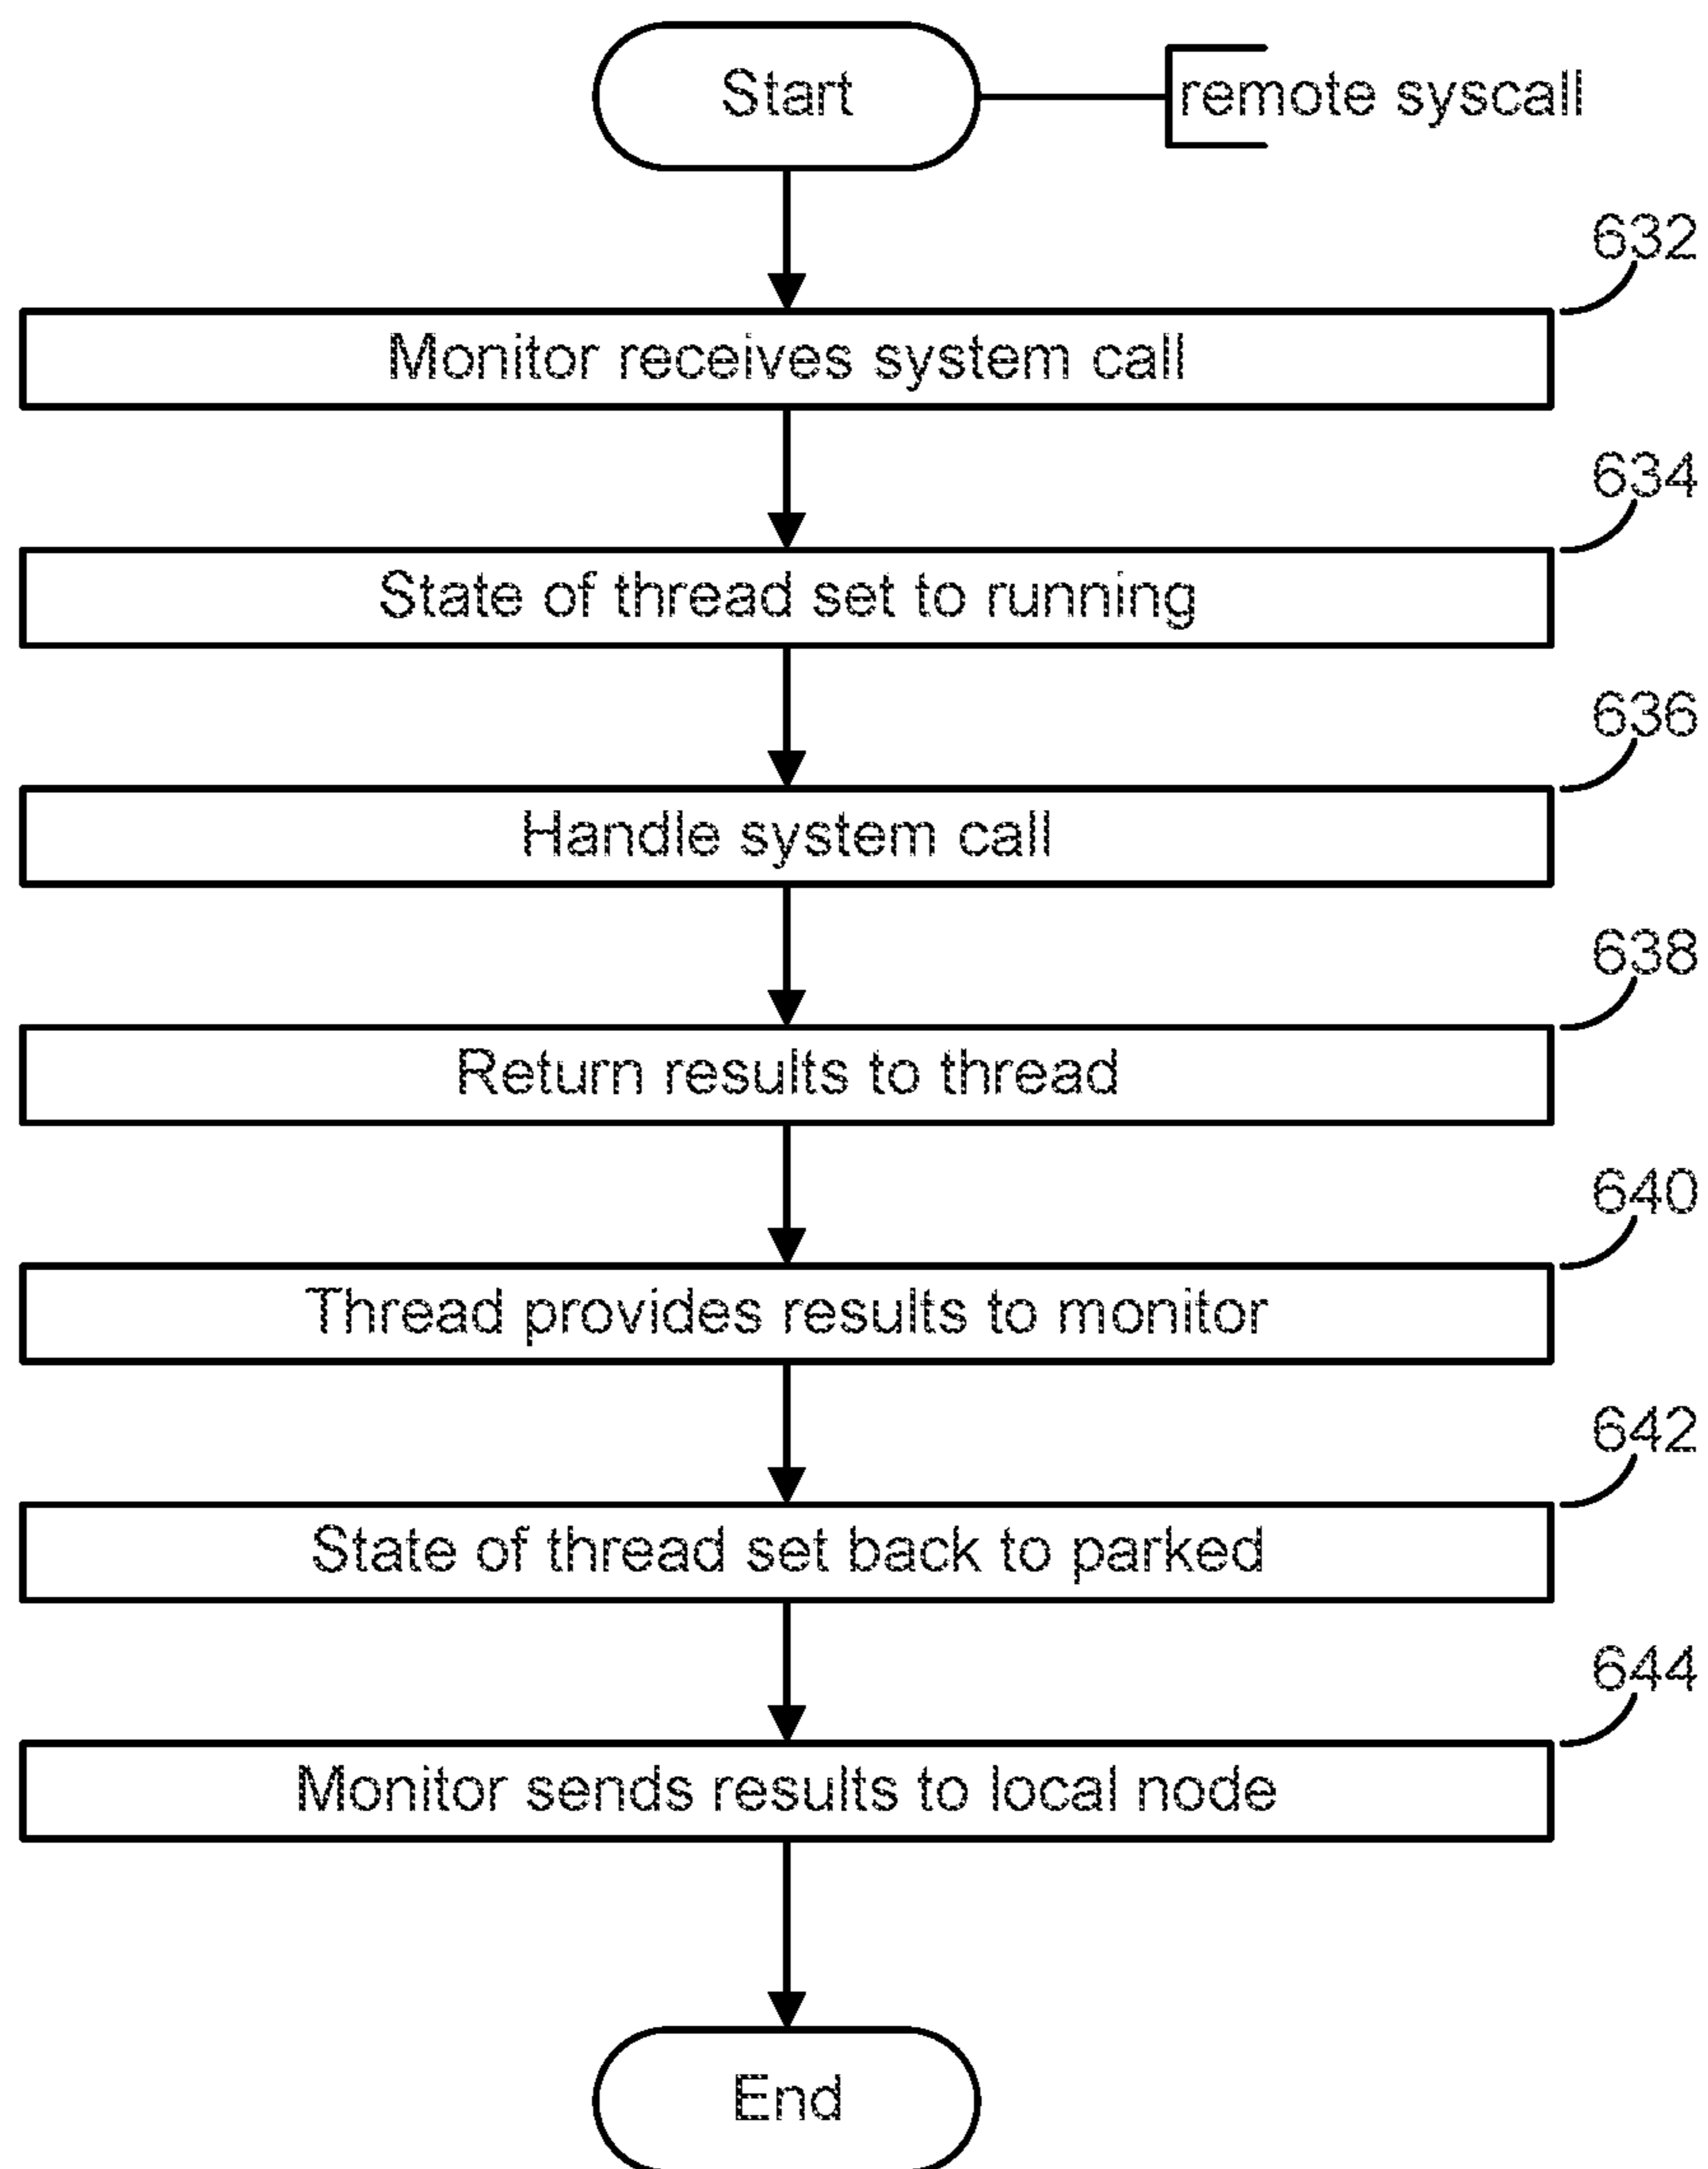 Start
remote syscall
632
Monitor receives system call
634
State of thread set to running
636
Handle system call
638
Return results to thread
640
Thread provides results to monitor
642
State of thread set back to parked
644
Monitor sends results to local node
End